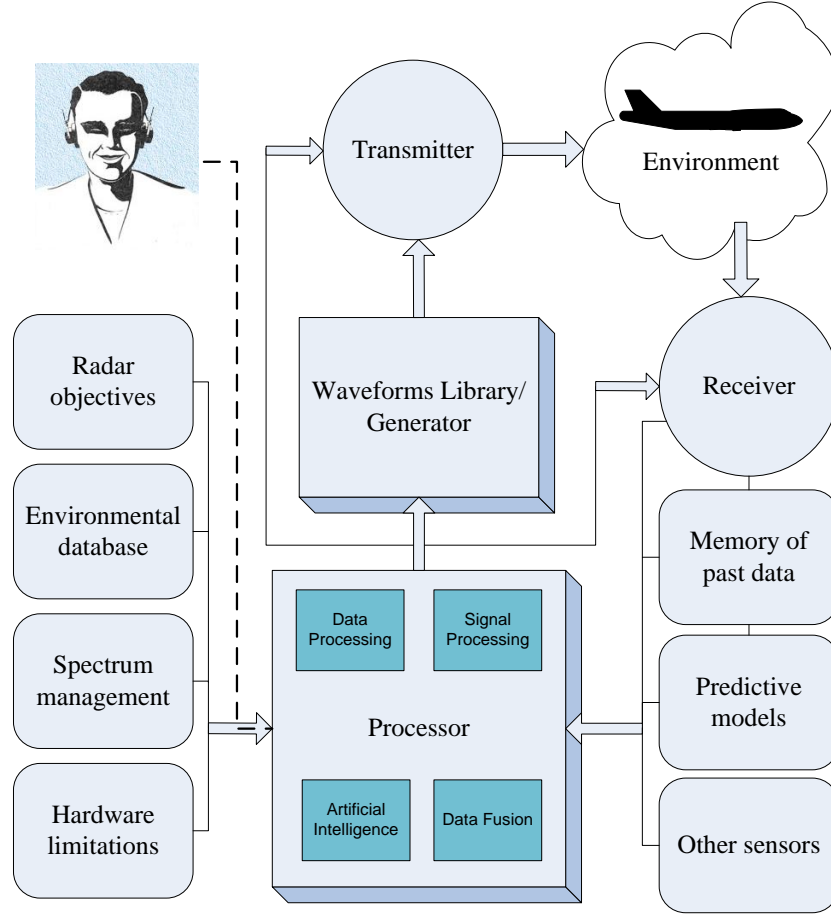 Transmitter
Environment
Radar
objectives
Waveforms Library/
Generator
Receiver
Environmental
database
Memory of
past data
Spectrum
management
Data
Processing
Signal
Processing
Processor
Predictive
models
Hardware
limitations
Artificial
Intelligence
Data Fusion
Other sensors